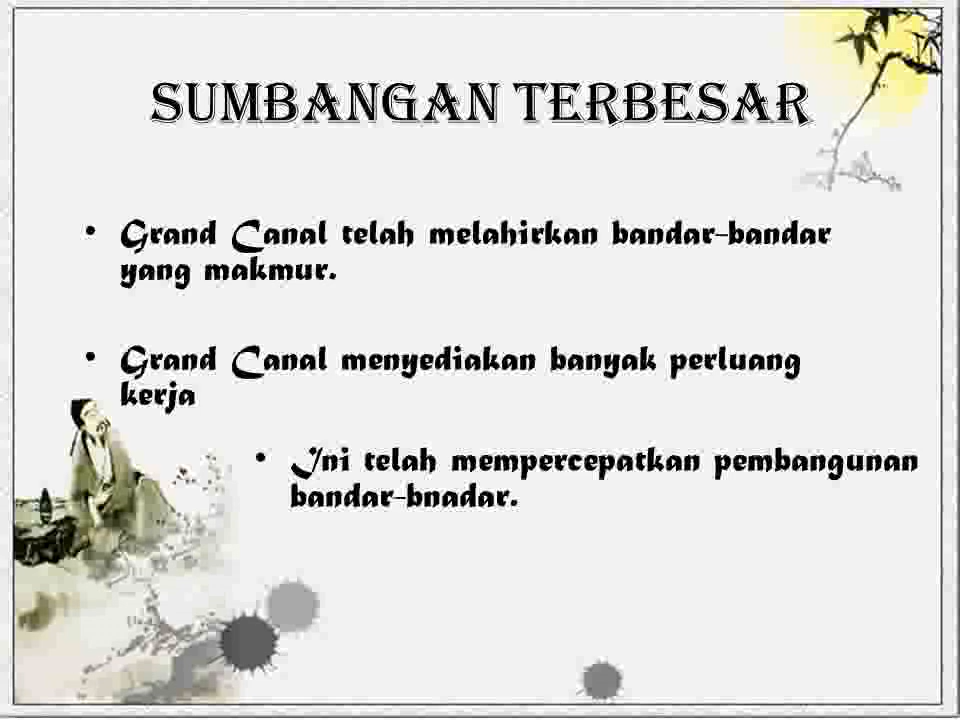 SUMBANGAN TERBESAR
• Grand Canal telah melahirkan bandar-bandar
yang makmur.
• Grand Canal menyediakan banyak perluang
kerja
• Ini telah mempercepatkan pembangunan
bandar-bnadar.